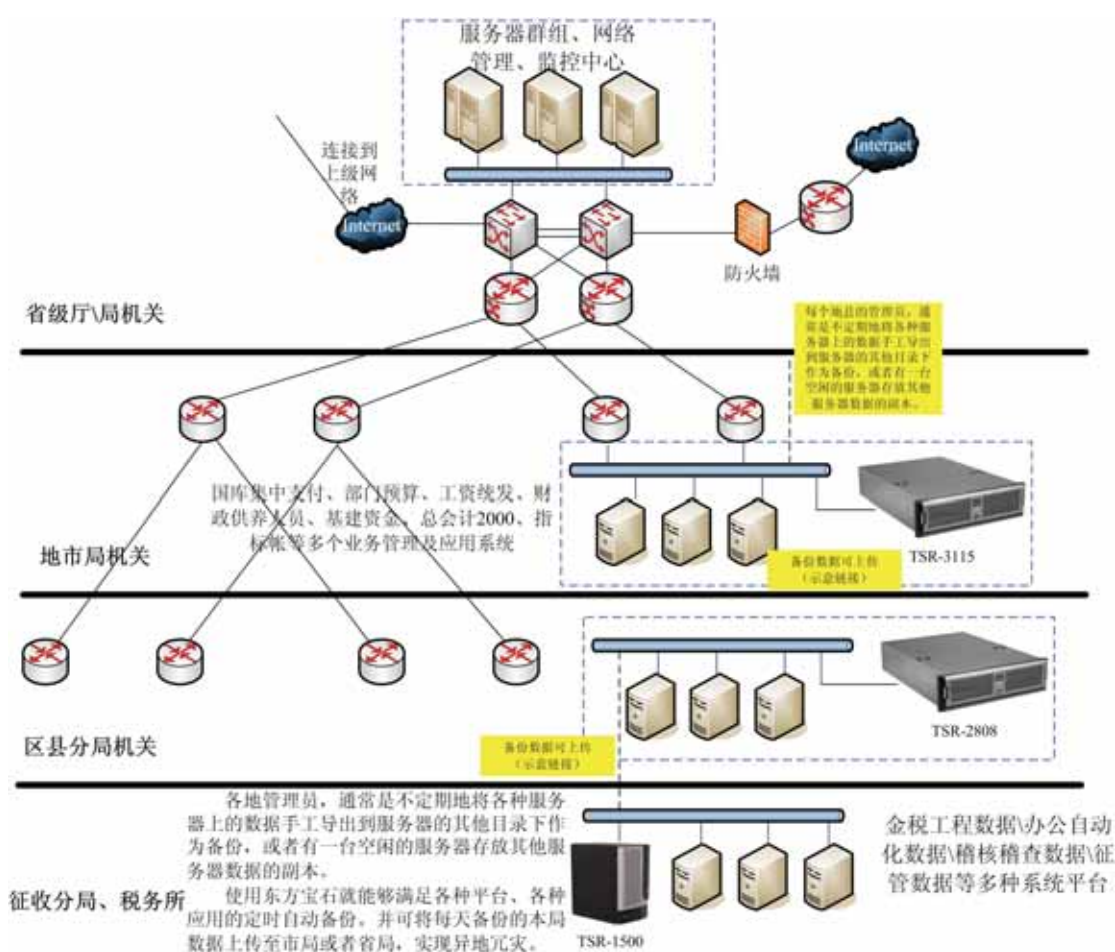 服务器群组、网络
管理、监控中心
连接到
上级网
络
Internet
Internet
防火墙
省级厅\局机关
每个地县的管理员，通
常是不定期地将各种服
务器上的数据手工导出
到服务器的其他目录下
作为备份，或者有一台
空闲的服务器存放其他
服务器数据的副本。
国库集中支付、部门预算、工资统发、财
政供养人员、基建资金、总会计2000、指
标帐等多个业务管理及应用系统
地市局机关
TSR-3115
备份数据可上传
（示意链接）
TSR-2808
区县分局机关
备份数据可上传
（示意链接）
各地管理员，通常是不定期地将各种服务
器上的数据手工导出到服务器的其他目录下作
为备份，或者有一台空闲的服务器存放其他服
务器数据的副本。
使用东方宝石就能够满足各种平台、各种
应用的定时自动备份。并可将每天备份的本局
数据上传至市局或者省局，实现异地冗灾。
征收分局、税务所
TSR-1500
金税工程数据\办公自动
化数据\稽核稽查数据\征
管数据等多种系统平台